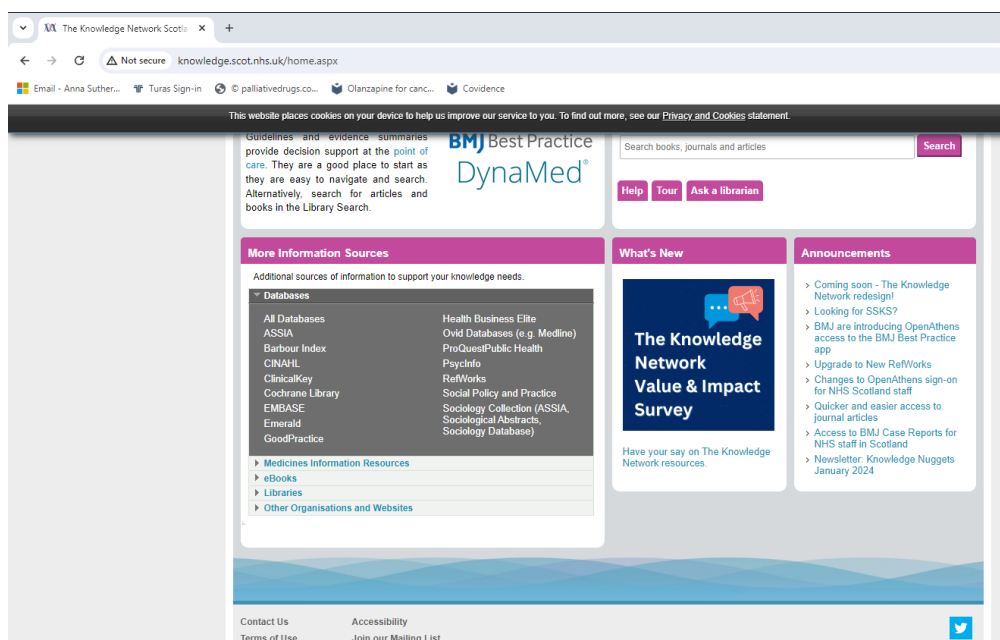 The Knowledge Network Scotla
Not secure knowledge.scot.nhs.uk/home.aspx
Email - Anna Suther... Turas Sign-in © palliativedrugs.co... Olanzapine for canc... Covidence
This website places cookies on your device to help us improve our service to you. To find out more, see our Privacy and Cookies statement.
Guidelines and evidence summaries
provide decision support at the point of
care. They are a good place to start as
they are easy to navigate and search.
Alternatively, search for articles and
books in the Library Search.
BMJ Best Practice
DynaMed®
Search books, journals and articles
Search
Help Tour Ask a librarian
More Information Sources
Additional sources of information to support your knowledge needs.
Databases
All Databases
ASSIA
Barbour Index
CINAHL
ClinicalKey
Cochrane Library
EMBASE
Emerald
GoodPractice
Health Business Elite
Ovid Databases (e.g. Medline)
ProQuestPublic Health
PsycInfo
RefWorks
Social Policy and Practice
Sociology Collection (ASSIA,
Sociological Abstracts,
Sociology Database)
Medicines Information Resources
eBooks
Libraries
Other Organisations and Websites
What's New
The Knowledge
Network
Value & Impact
Survey
Have your say on The Knowledge
Network resources.
Announcements
Coming soon - The Knowledge
Network redesign!
Looking for SSKS?
BMJ are introducing OpenAthens
access to the BMJ Best Practice
app
Upgrade to New RefWorks
Changes to OpenAthens sign-on
for NHS Scotland staff
Quicker and easier access to
journal articles
Access to BMJ Case Reports for
NHS staff in Scotland
Newsletter: Knowledge Nuggets
January 2024
Contact Us Accessibility
Terms of Use Join our Mailing List